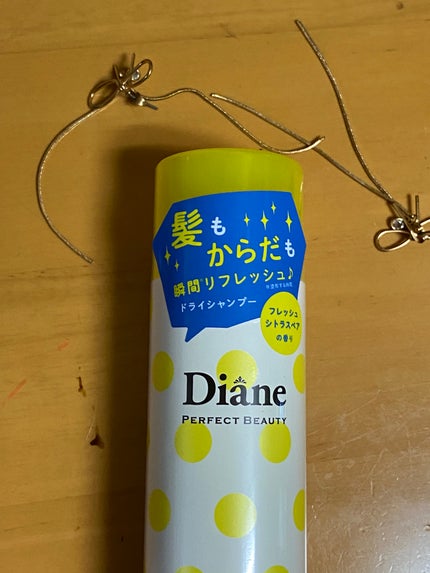 髪も
からだも
瞬間リフレッシュ♪
ドライシャンプー
フレッシュ
シトラスペア
の香り
Diane
PERFECT BEAUTY